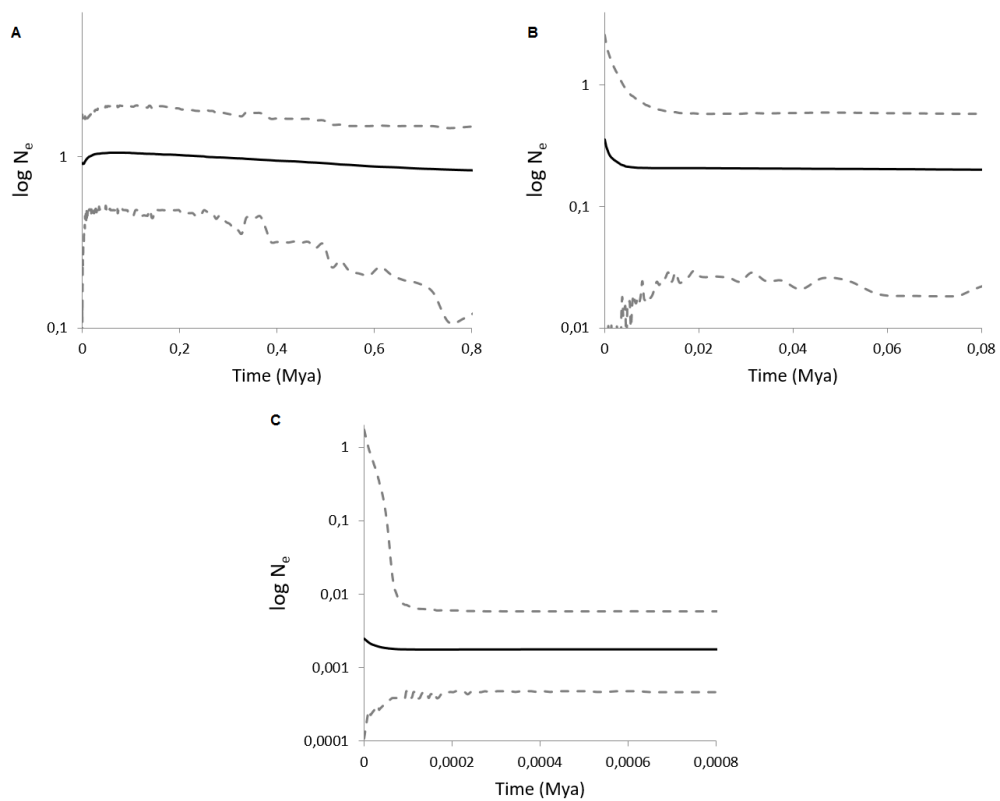 A
log Ne
1
0,1
0 0,2 0,4 0,6 0,8
Time (Mya)
B
log Ne
1
0,1
0,01
0 0,02 0,04 0,06 0,08
Time (Mya)
C
log Ne
1
0,1
0,01
0,001
0,0001
0 0,0002 0,0004 0,0006 0,0008
Time (Mya)